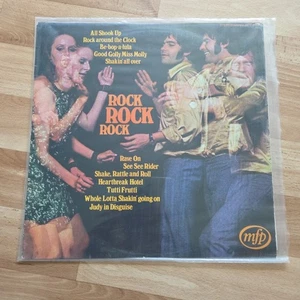 All Shook Up
Rock around the Clock
Be-bop-a-lula
Good Golly Miss Molly
Shakin' all over
ROCK
ROCK
ROCK
Rave On
See See Rider
Shake, Rattle and Roll
Heartbreak Hotel
Tutti Frutti
Whole Lotta Shakin' going on
Judy in Disguise
mfp